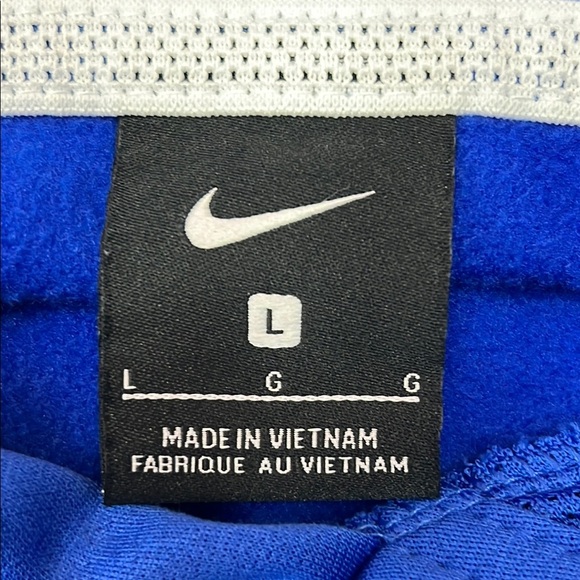 L
L G G
MADE IN VIETNAM
FABRIQUE AU VIETNAM